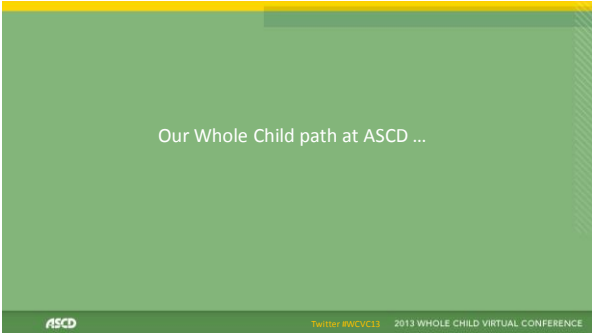 Our Whole Child path at ASCD ...
ASCD
Twitter #WCVC13 2013 WHOLE CHILD VIRTUAL CONFERENCE